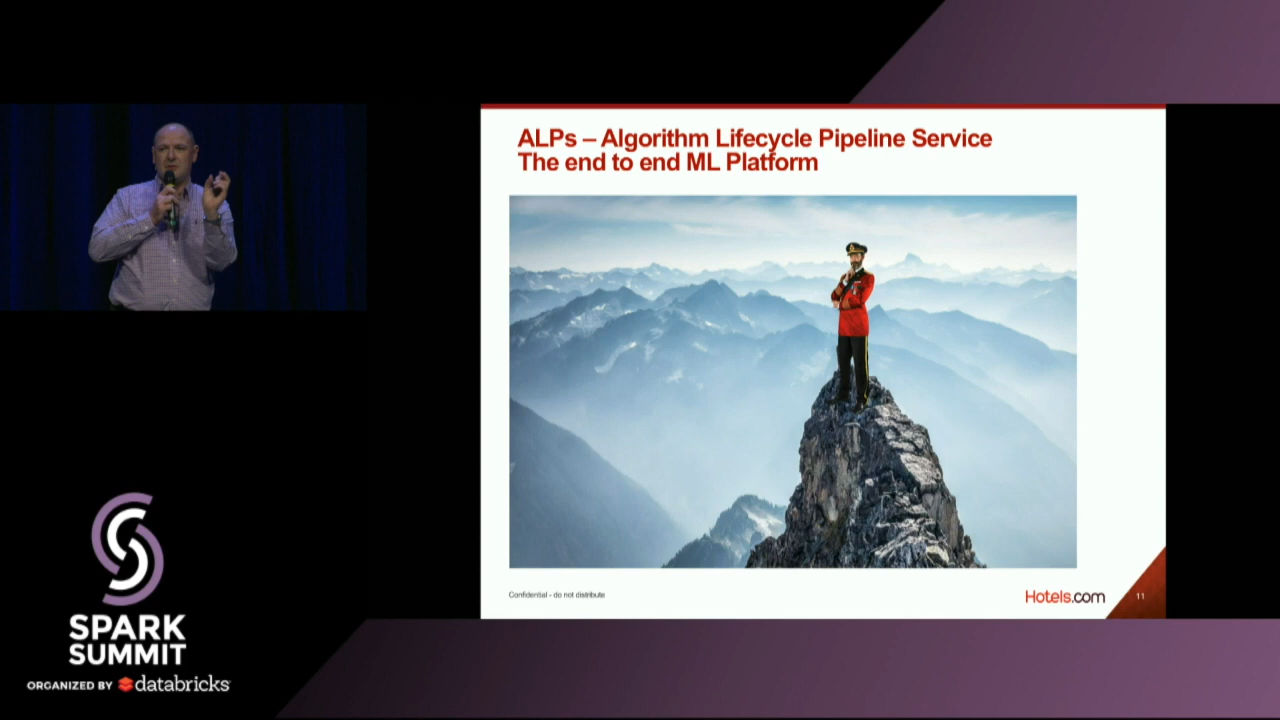 ALPs – Algorithm Lifecycle Pipeline Service
The end to end ML Platform
Confidential - do not distribute
Hotels.com
11
SPARK
SUMMIT
ORGANIZED BY databricks